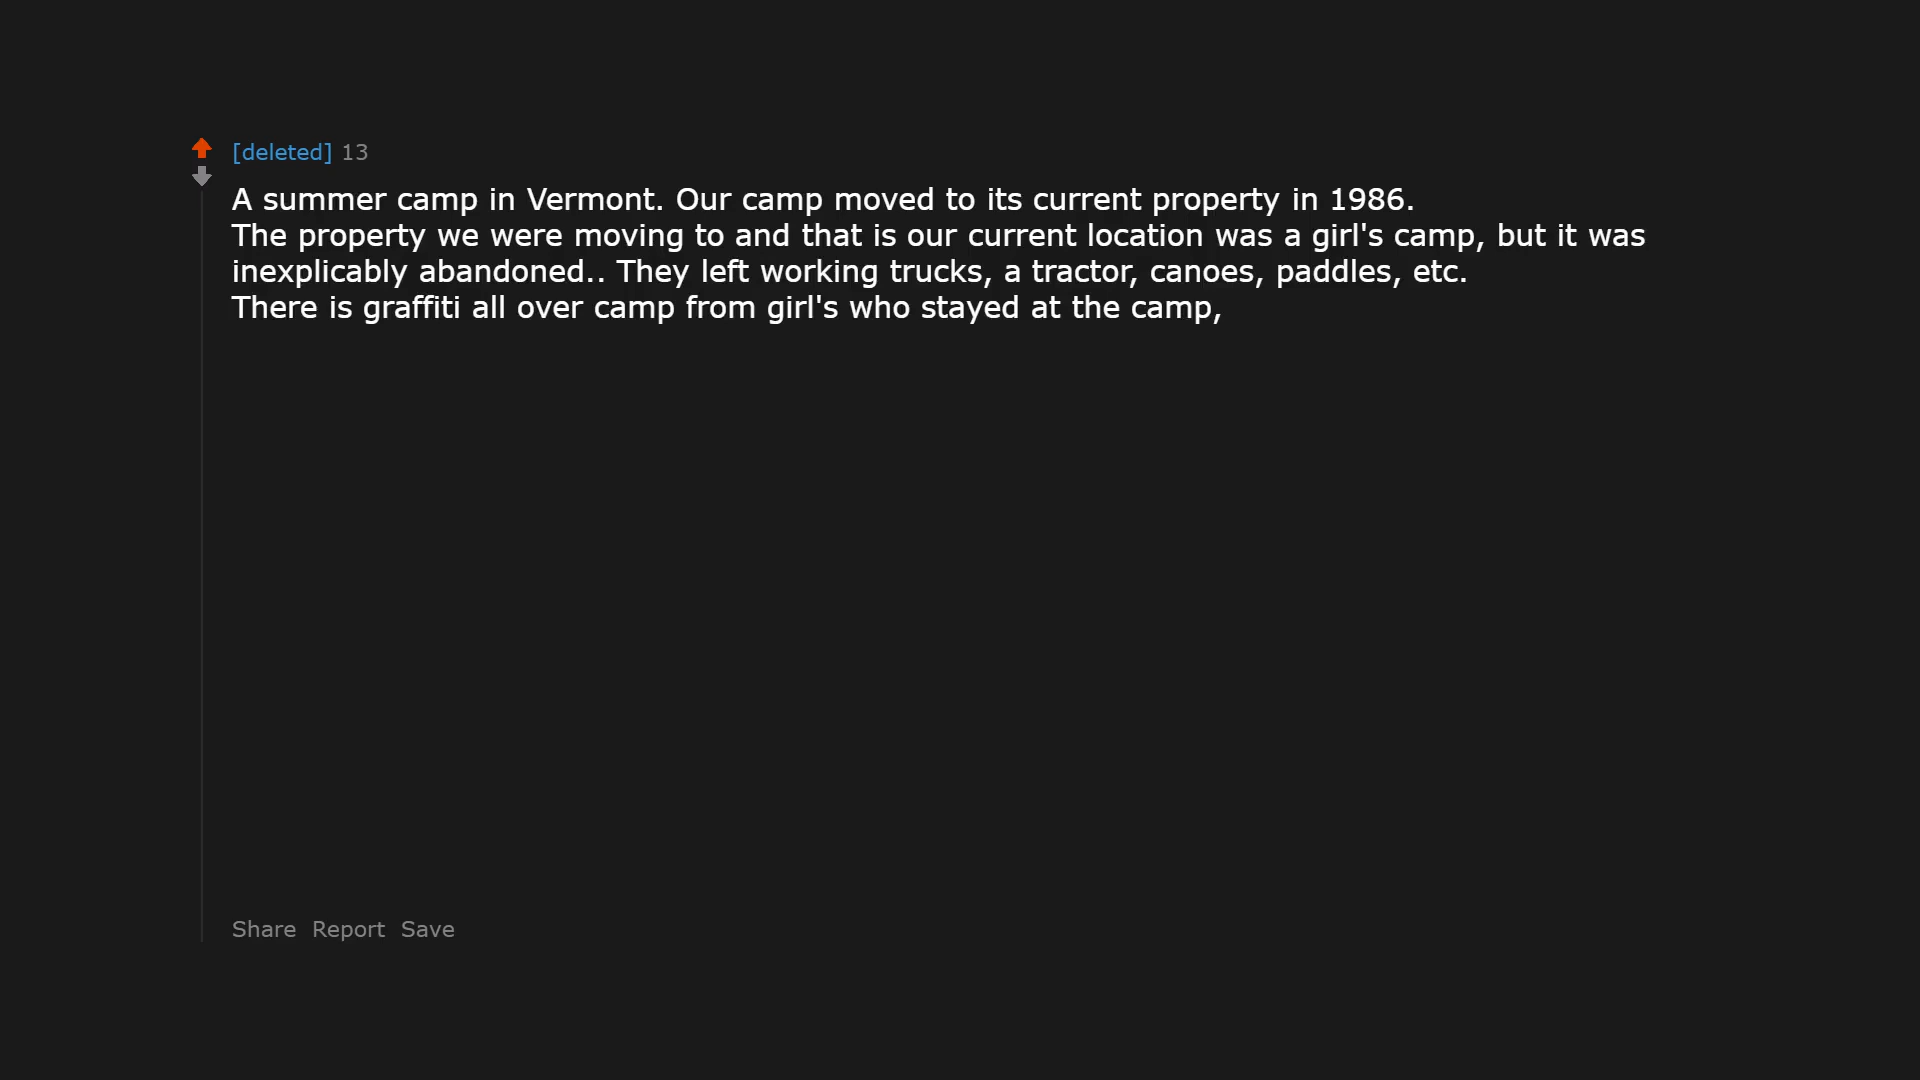 [deleted] 13
A summer camp in Vermont. Our camp moved to its current property in 1986.
The property we were moving to and that is our current location was a girl's camp, but it was
inexplicably abandoned.. They left working trucks, a tractor, canoes, paddles, etc.
There is graffiti all over camp from girl's who stayed at the camp,
Share Report Save